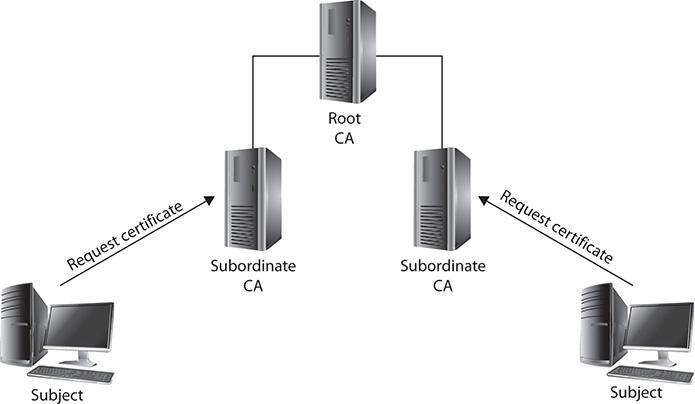 Root
CA
Request certificate
Request certificate
Subordinate
CA
Subordinate
CA
Subject
Subject